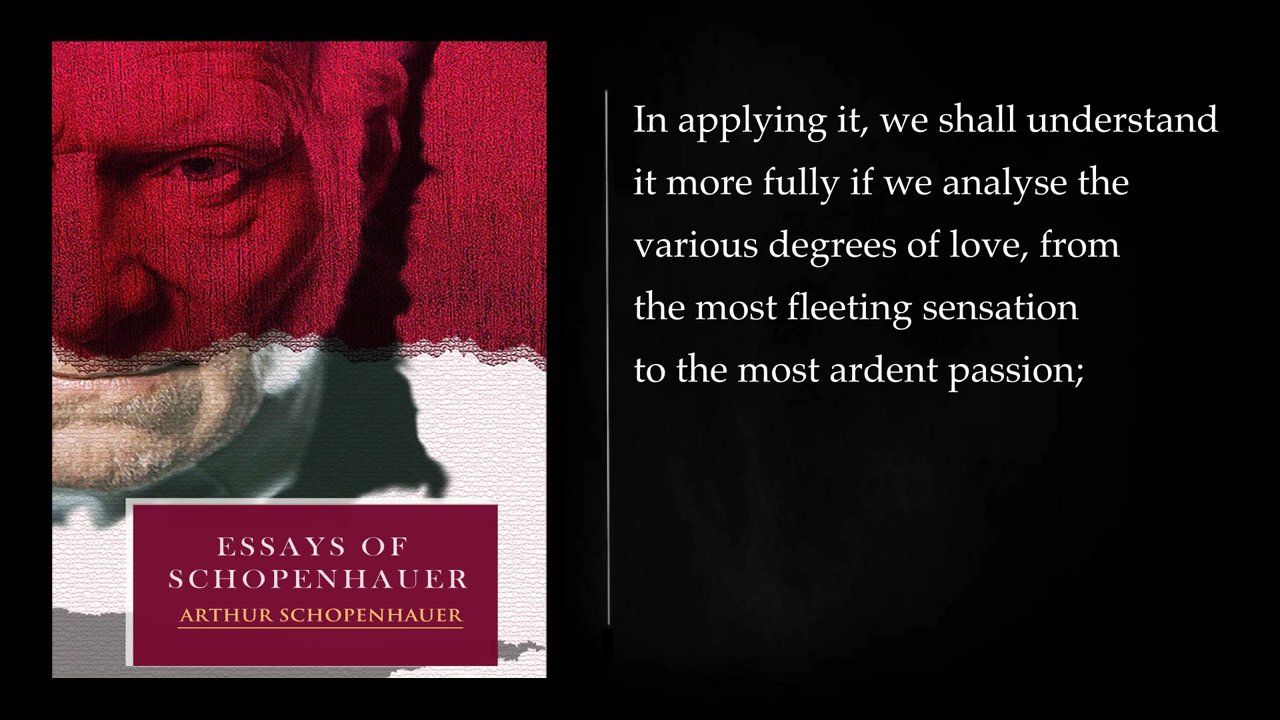 ESSAYS OF
SCHOPENHAUER
ARTHUR SCHOPENHAUER
In applying it, we shall understand
it more fully if we analyse the
various degrees of love, from
the most fleeting sensation
to the most ardent passion;